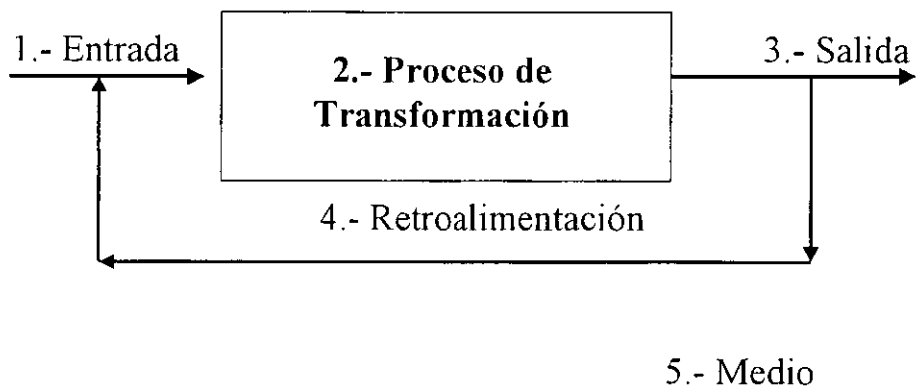 1.- Entrada
2.- Proceso de
Transformación
3.- Salida
4.- Retroalimentación
5.- Medio